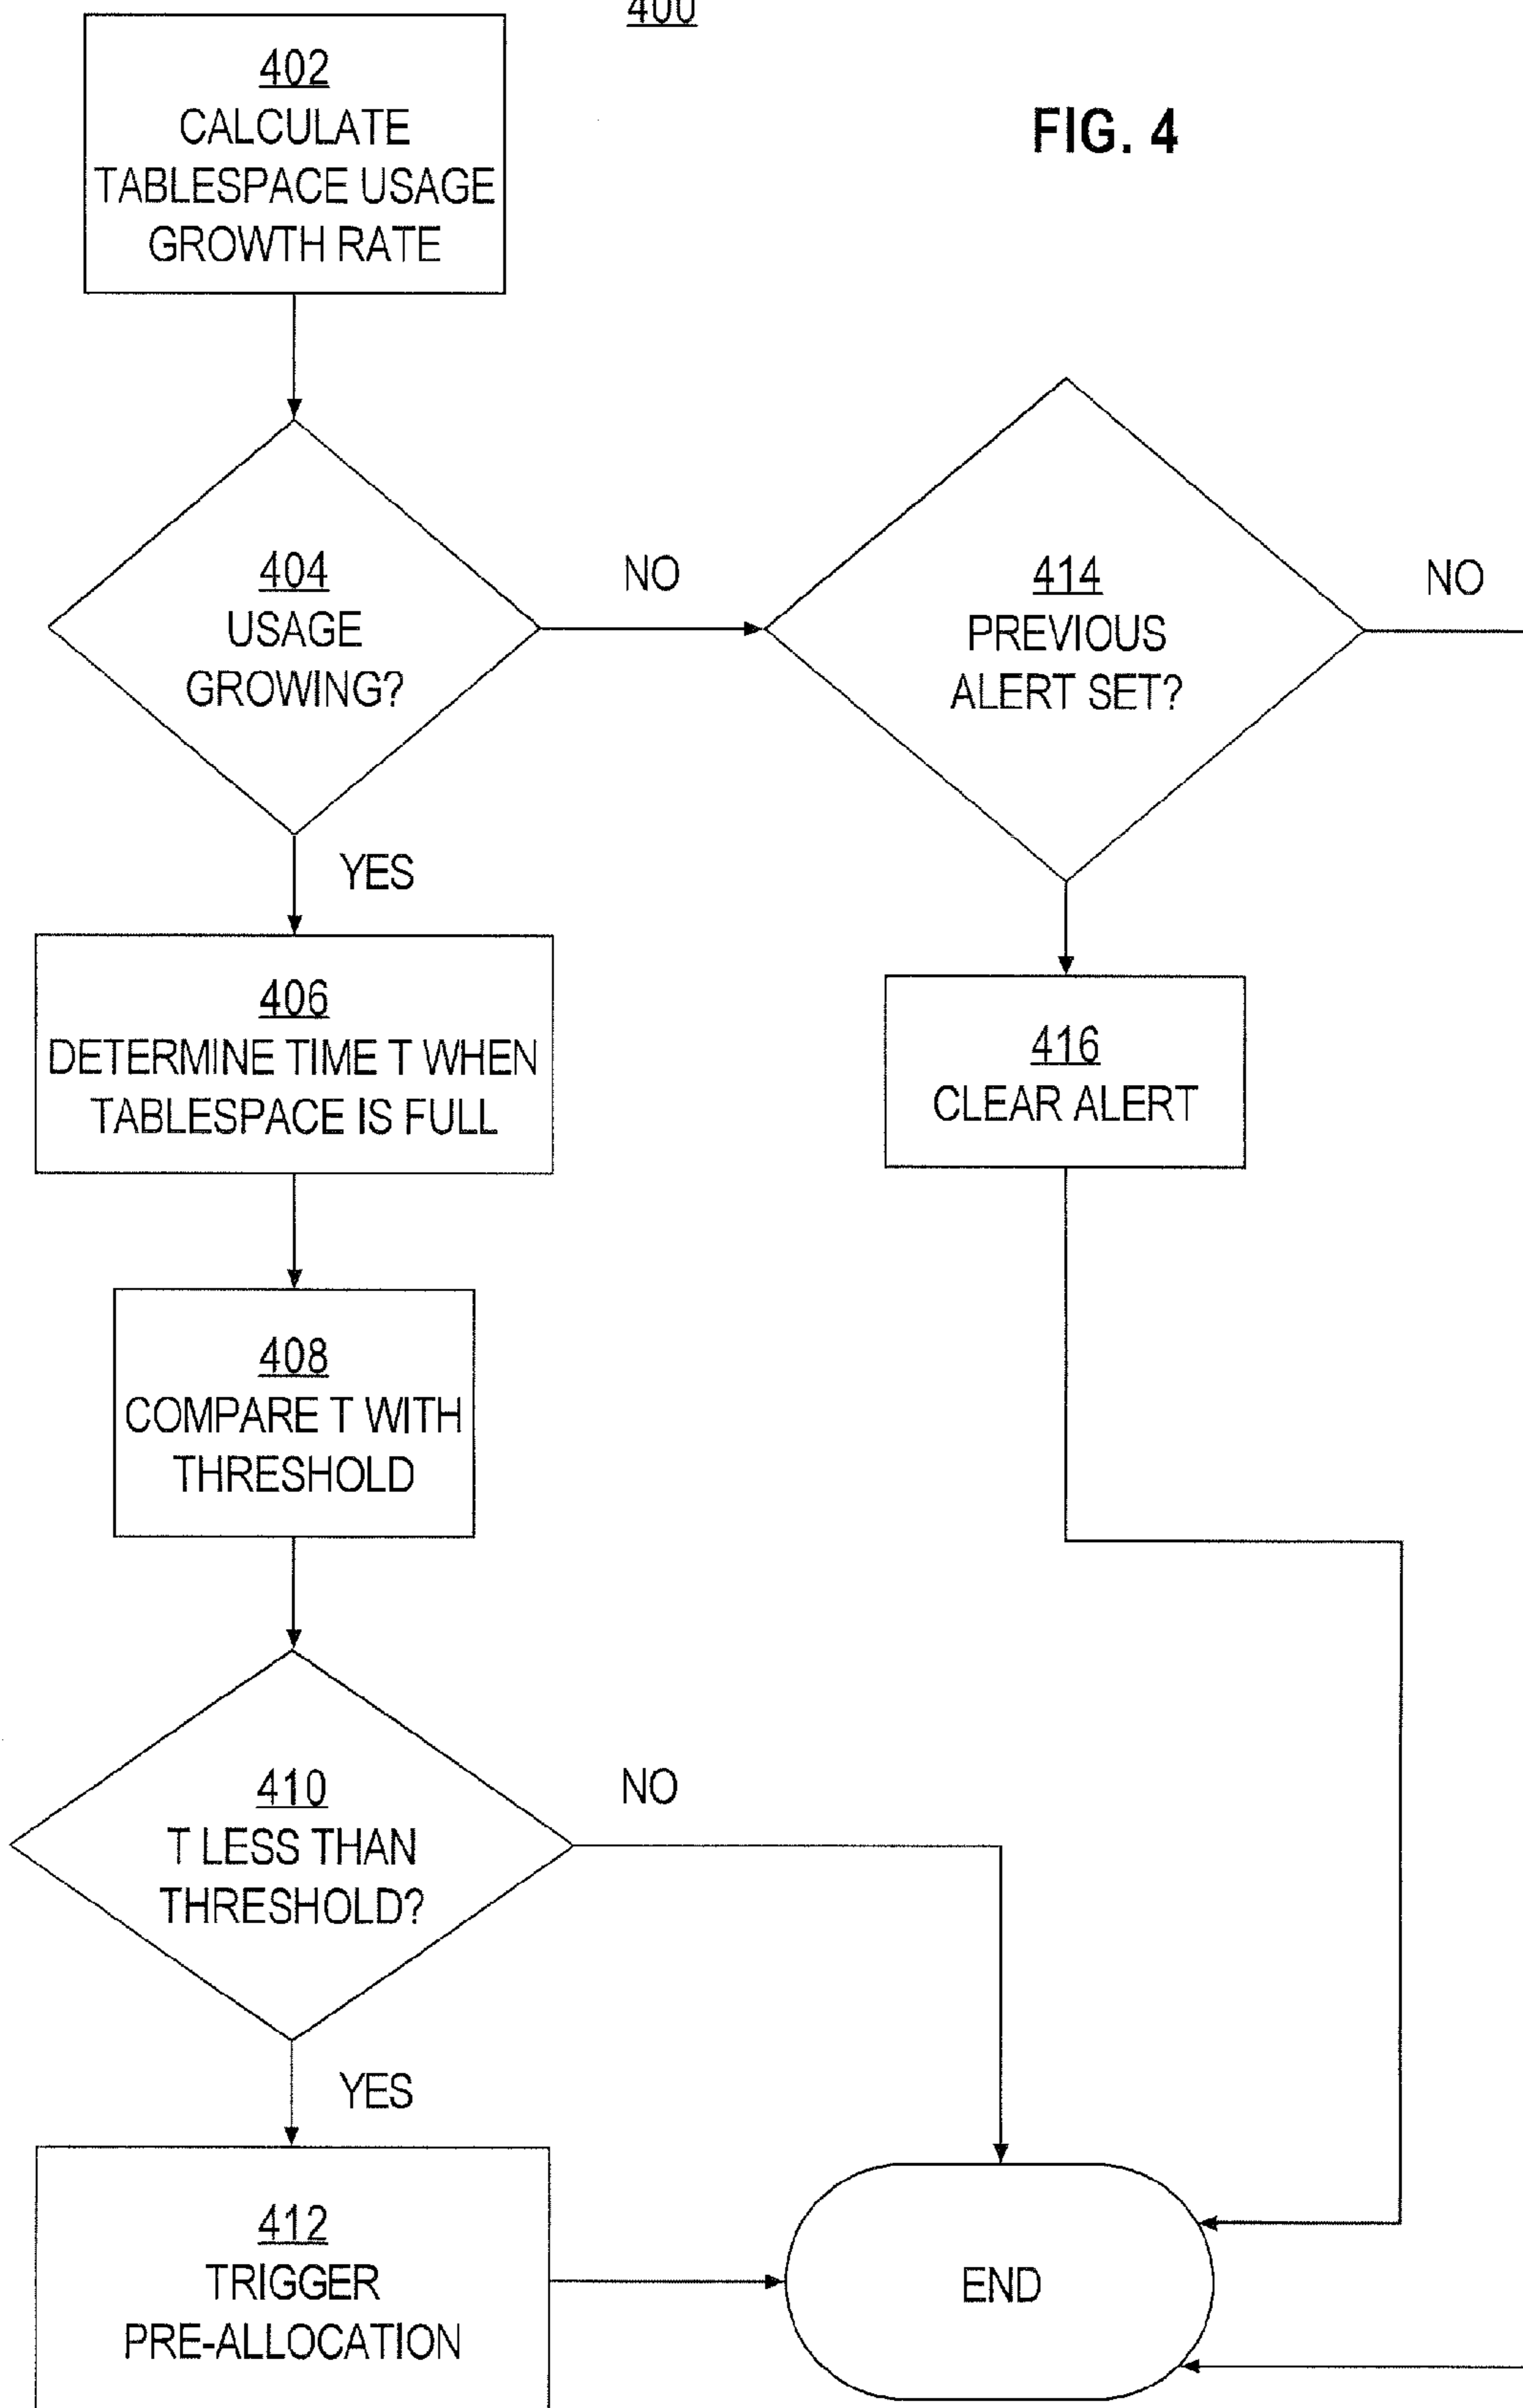 400
FIG. 4
402
CALCULATE
TABLESPACE USAGE
GROWTH RATE
404
USAGE
GROWING?
NO
414
PREVIOUS
ALERT SET?
NO
YES
406
DETERMINE TIME T WHEN
TABLESPACE IS FULL
416
CLEAR ALERT
408
COMPARE T WITH
THRESHOLD
410
T LESS THAN
THRESHOLD?
NO
YES
412
TRIGGER
PRE-ALLOCATION
END